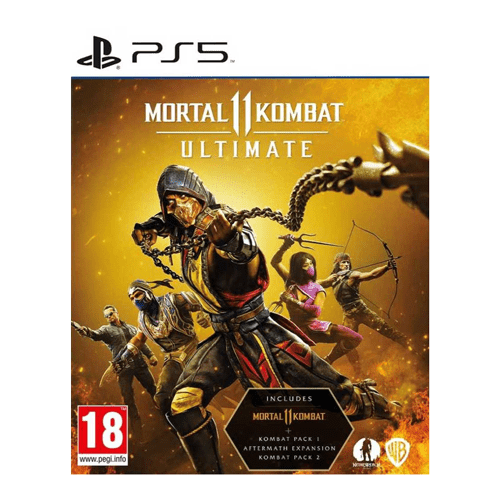 PS5
MORTAL 11 KOMBAT
ULTIMATE
INCLUDES
MORTAL 11 KOMBAT
+
KOMBAT PACK 1
AFTERMATH EXPANSION
KOMBAT PACK 2
18
www.pegi.info
WB